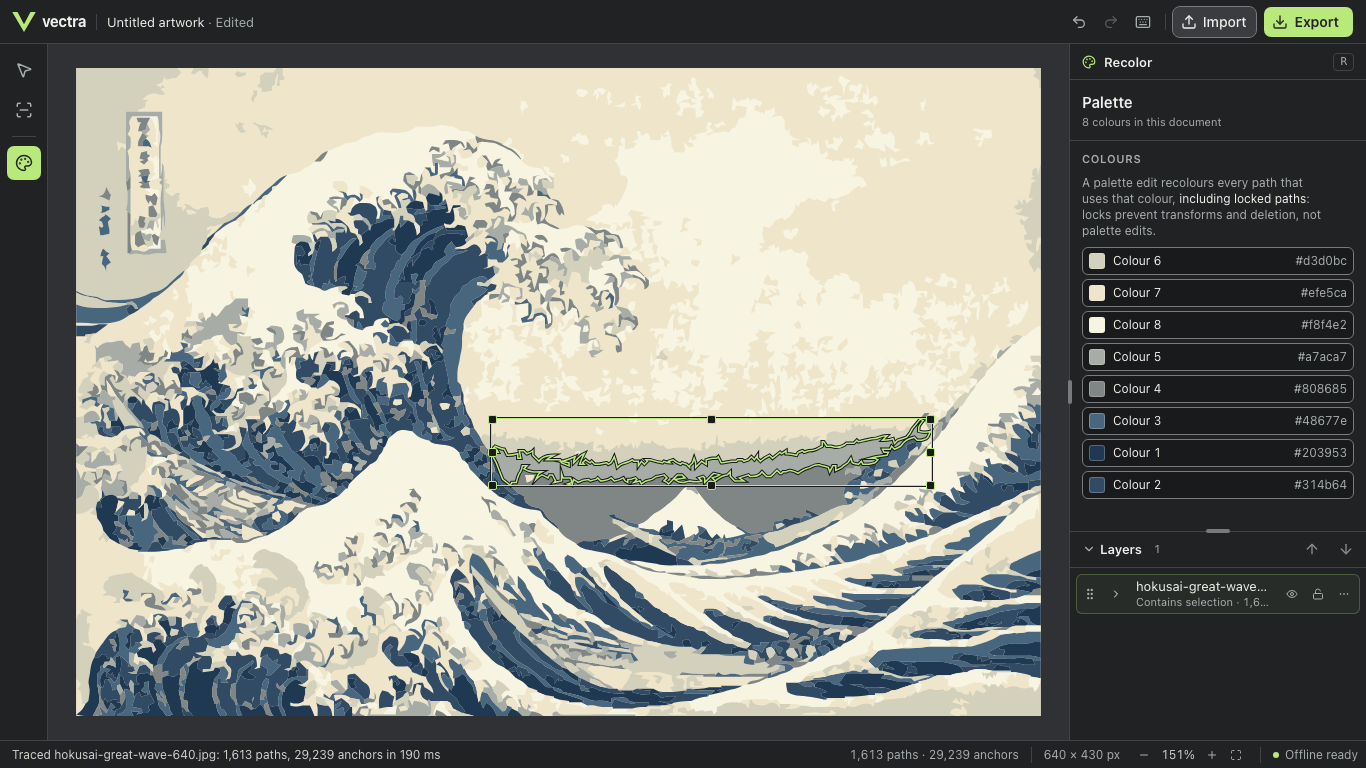 vectra
Untitled artwork · Edited
Import
Export
Recolor
R
Palette
8 colours in this document
COLOURS
A palette edit recolours every path that
uses that colour, including locked paths:
locks prevent transforms and deletion, not
palette edits.
Colour 6 #d3d0bc
Colour 7 #efe5ca
Colour 8 #f8f4e2
Colour 5 #a7aca7
Colour 4 #808685
Colour 3 #48677e
Colour 1 #203953
Colour 2 #314b64
Layers 1
hokusai-great-wave...
Contains selection · 1,6...
Traced hokusai-great-wave-640.jpg: 1,613 paths, 29,239 anchors in 190 ms
1,613 paths · 29,239 anchors
640 × 430 px
151%
Offline ready